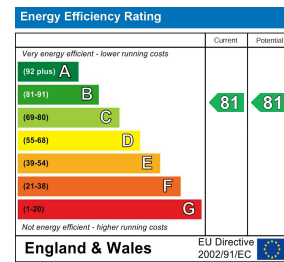 Energy Efficiency Rating
Current Potential
Very energy efficient - lower running costs
(92 plus) A
(81-91) B
(69-80) C
(55-68) D
(39-54) E
(21-38) F
(1-20) G
81 81
Not energy efficient - higher running costs
England & Wales
EU Directive
2002/91/EC